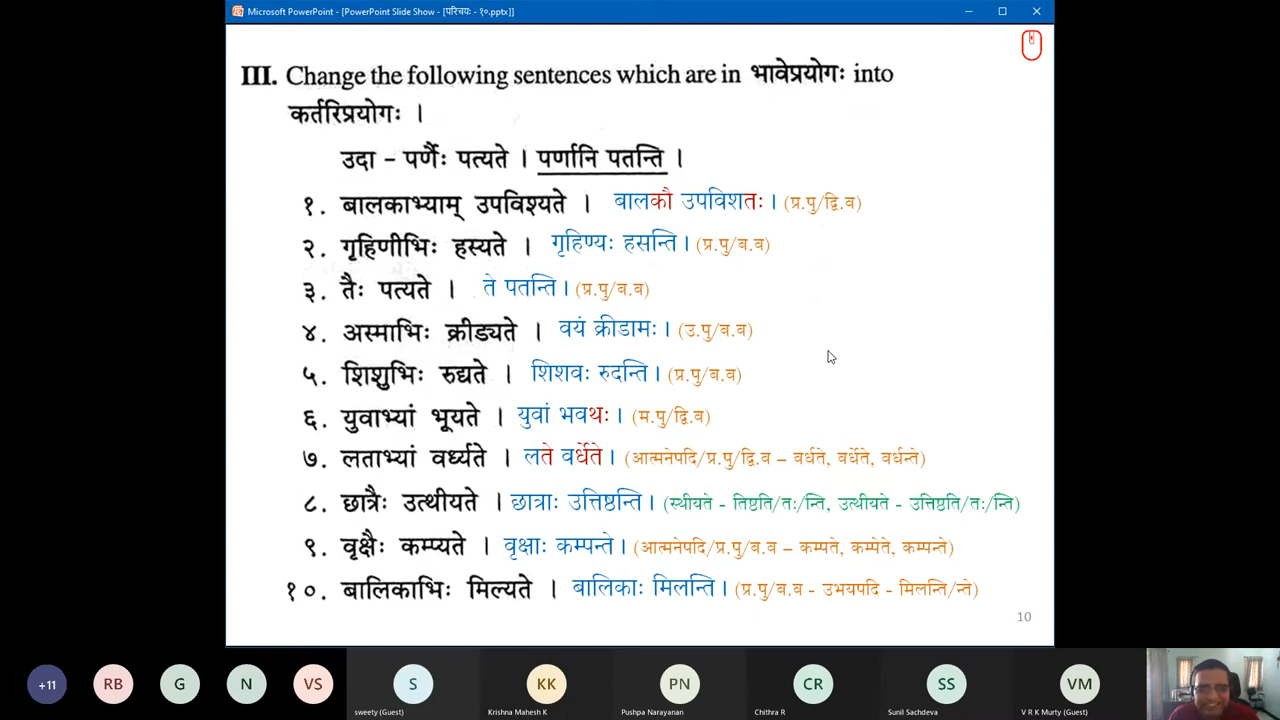 Microsoft PowerPoint - [PowerPoint Slide Show - [परिचयः - १०.pptx]]
III. Change the following sentences which are in भावेप्रयोगः into
कर्तरिप्रयोगः ।
उदा - पर्णैः पत्यते । पर्णानि पतन्ति ।
१. बालकाभ्याम् उपविश्यते । बालकौ उपविशतः । (प्र.पु/द्वि.व)
२. गृहिणीभिः हस्यते । गृहिण्यः हसन्ति । (प्र.पु/ब.व)
३. तैः पत्यते । ते पतन्ति । (प्र.पु/ब.व)
४. अस्माभिः क्रीड्यते । वयं क्रीडामः । (उ.पु/ब.व)
५. शिशुभिः रुद्यते । शिशवः रुदन्ति । (प्र.पु/ब.व)
६. युवाभ्यां भूयते । युवां भवथः । (म.पु/द्वि.व)
७. लताभ्यां वर्ध्यते । लते वर्धेते । (आत्मनेपदि/प्र.पु/द्वि.व – वर्धते, वर्धेते, वर्धन्ते)
८. छात्रैः उत्थीयते । छात्राः उत्तिष्ठन्ति । (स्थीयते - तिष्ठति/तः/न्ति, उत्थीयते - उत्तिष्ठति/तः/न्ति)
९. वृक्षैः कम्प्यते । वृक्षाः कम्पन्ते । (आत्मनेपदि/प्र.पु/ब.व – कम्पते, कम्पेते, कम्पन्ते)
१०. बालिकाभिः मिल्यते । बालिकाः मिलन्ति । (प्र.पु/ब.व - उभयपदि - मिलन्ति/न्ते)
10
+11 RB G N VS S KK PN CR SS VM
sweety (Guest) Krishna Mahesh K Pushpa Narayanan Chithra R Sunil Sachdeva V R K Murty (Guest)